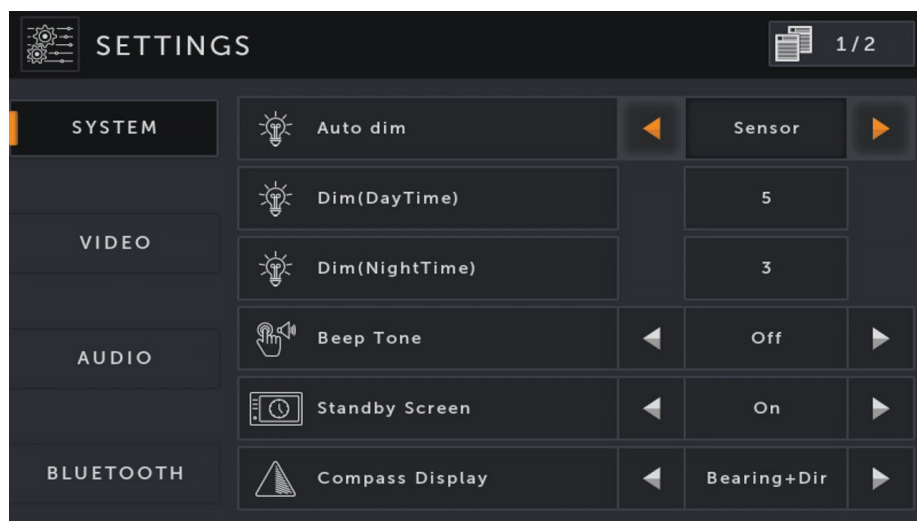 SETTINGS
1/2
SYSTEM
VIDEO
AUDIO
BLUETOOTH
Auto dim
Sensor
Dim(DayTime)
5
Dim(NightTime)
3
Beep Tone
Off
Standby Screen
On
Compass Display
Bearing+Dir